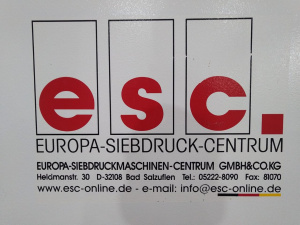 esc.
EUROPA-SIEBDRUCK-CENTRUM
EUROPA-SIEBDRUCKMASCHINEN-CENTRUM GMBH&CO.KG
Heldmanstr. 30 D-32108 Bad Salzuflen Tel.: 05222-8090 Fax: 81070
www.esc-online.de - e-mail: info@esc-online.de